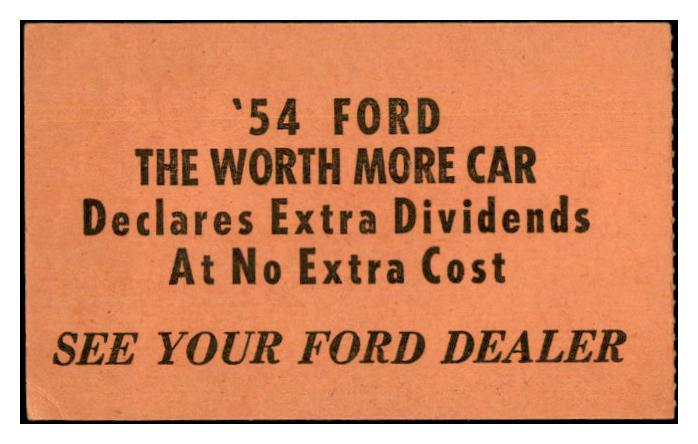 '54 FORD
THE WORTH MORE CAR
Declares Extra Dividends
At No Extra Cost
SEE YOUR FORD DEALER